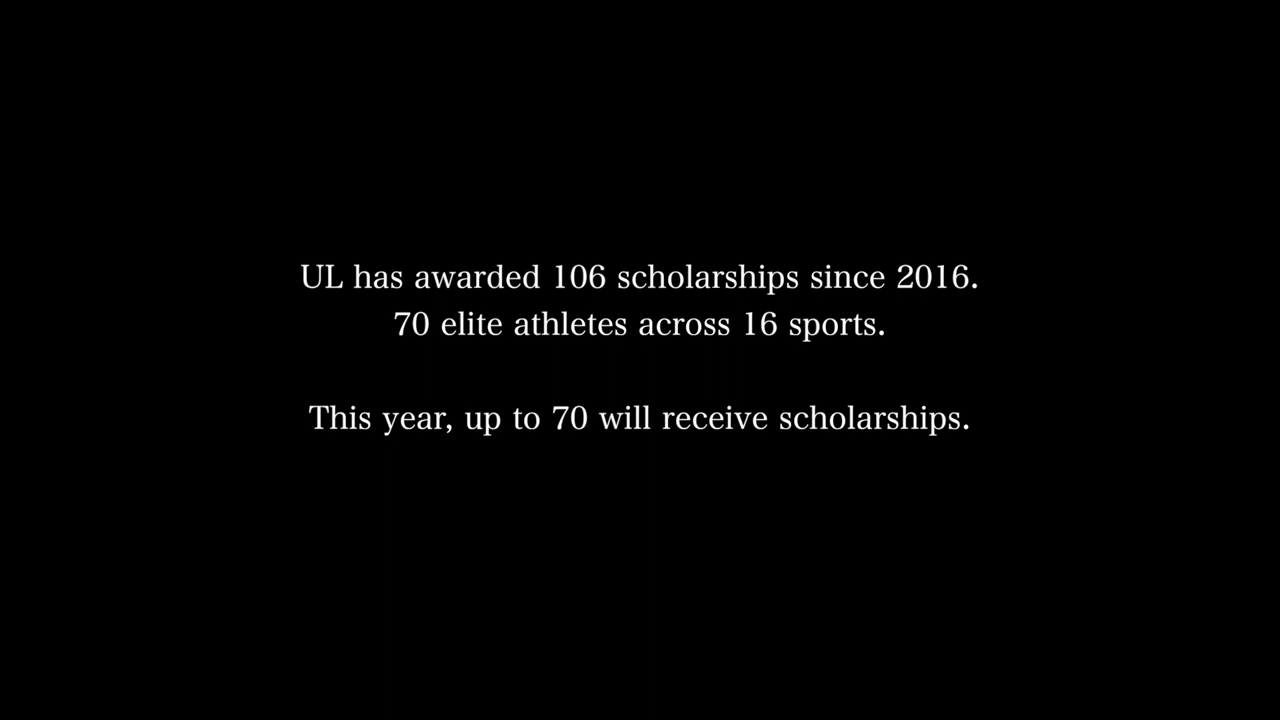 UL has awarded 106 scholarships since 2016.
70 elite athletes across 16 sports.
This year, up to 70 will receive scholarships.